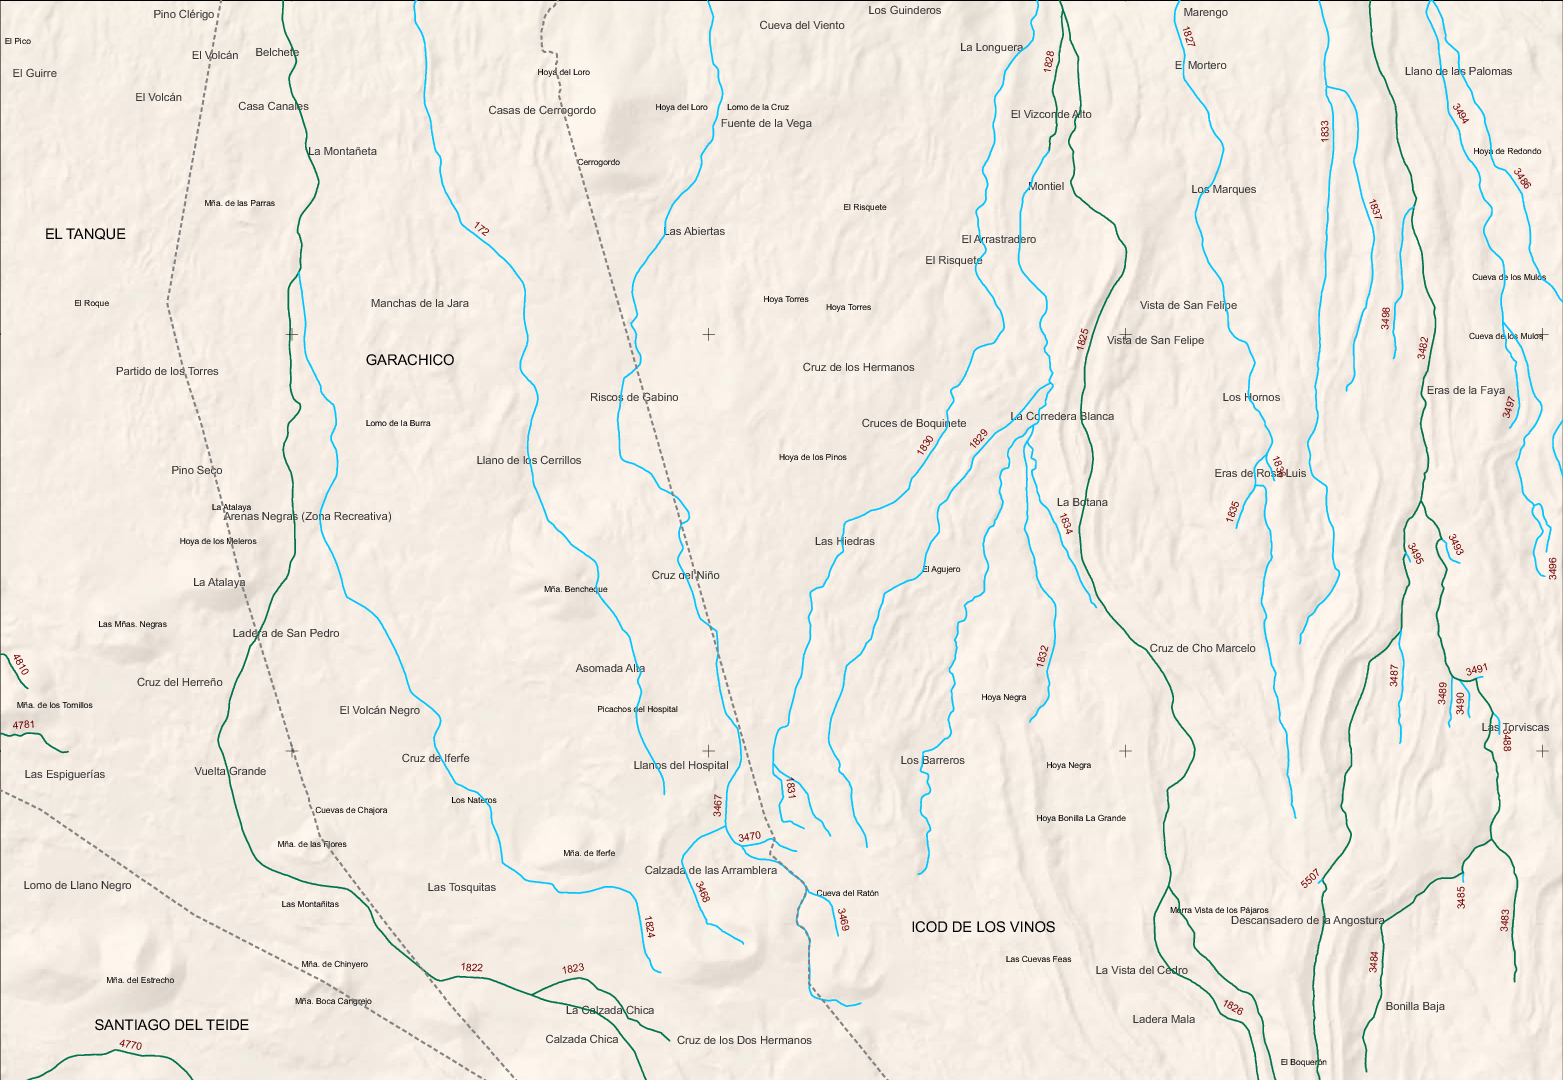 Pino Clérigo
Los Guinderos
Marengo
Cueva del Viento
1827
El Pico
La Longuera
El Volcán
Belchete
1828
El Mortero
El Guirre
Hoya del Loro
Llano de las Palomas
El Volcán
Casa Canales
Casas de Cerrogordo
Hoya del Loro
Lomo de la Cruz
El Vizconde Alto
3494
Fuente de la Vega
1833
La Montañeta
Hoya de Redondo
Cerrogordo
3486
Montiel
Los Marques
Mña. de las Parras
El Risquete
1837
172
Las Abiertas
EL TANQUE
El Arrastradero
El Risquete
Cueva de los Mulos
El Roque
Manchas de la Jara
Hoya Torres
Hoya Torres
Vista de San Felipe
3498
1825
Vista de San Felipe
Cueva de los Mulos
3482
GARACHICO
Partido de los Torres
Cruz de los Hermanos
Eras de la Faya
Riscos de Gabino
Los Hornos
3497
La Corredera Blanca
Lomo de la Burra
Cruces de Boquinete
1830
1829
Hoya de los Pinos
Llano de los Cerrillos
Pino Seco
Eras de Rosa Luis
La Botana
La Atalaya
1835
Arenas Negras (Zona Recreativa)
1834
Hoya de los Meleros
Las Hiedras
3493
3495
3496
El Agujero
Cruz del Niño
La Atalaya
Mña. Bencheque
Las Mñas. Negras
Ladera de San Pedro
Cruz de Cho Marcelo
1832
4810
Asomada Alta
3491
3487
Cruz del Herreño
3489
3490
Hoya Negra
Mña. de los Tomillos
El Volcán Negro
Picachos del Hospital
4781
Las Torviscas
3488
Cruz de Iferfe
Los Barreros
Llanos del Hospital
Hoya Negra
Vuelta Grande
Las Espiguerías
1831
Los Nateros
3467
Cuevas de Chajora
Hoya Bonilla La Grande
3470
Mña. de las Flores
Mña. de Iferfe
Calzada de las Arramblera
5507
Lomo de Llano Negro
Las Tosquitas
3468
Cueva del Ratón
3485
Las Montañitas
Morra Vista de los Pájaros
3469
Descansadero de la Angostura
3483
1824
ICOD DE LOS VINOS
Las Cuevas Feas
3484
Mña. de Chinyero
1822
1823
La Vista del Cedro
Mña. del Estrecho
Mña. Boca Cangrejo
1826
La Calzada Chica
Bonilla Baja
Ladera Mala
SANTIAGO DEL TEIDE
Calzada Chica
Cruz de los Dos Hermanos
4770
El Boquerón